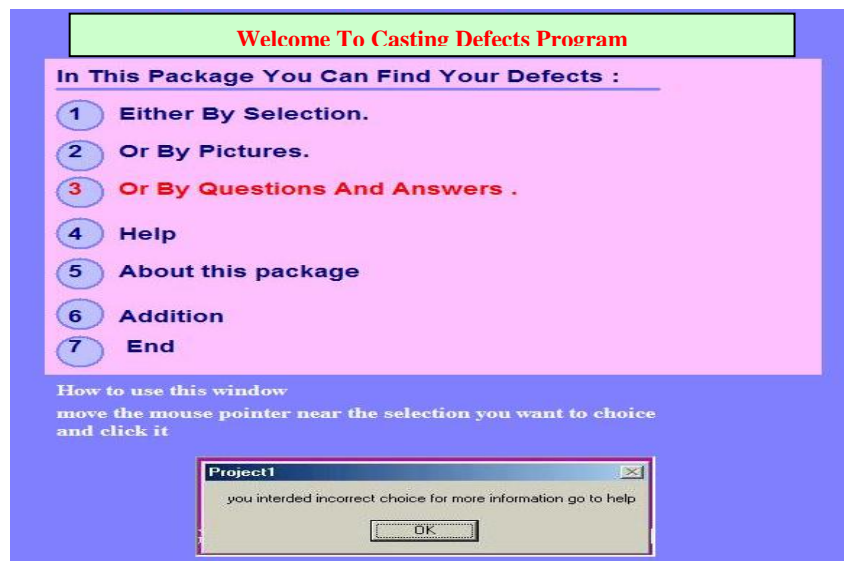 Welcome To Casting Defects Program
In This Package You Can Find Your Defects :
1 Either By Selection.
2 Or By Pictures.
3 Or By Questions And Answers .
4 Help
5 About this package
6 Addition
7 End
How to use this window
move the mouse pointer near the selection you want to choice
and click it
Project1
you interded incorrect choice for more information go to help
OK